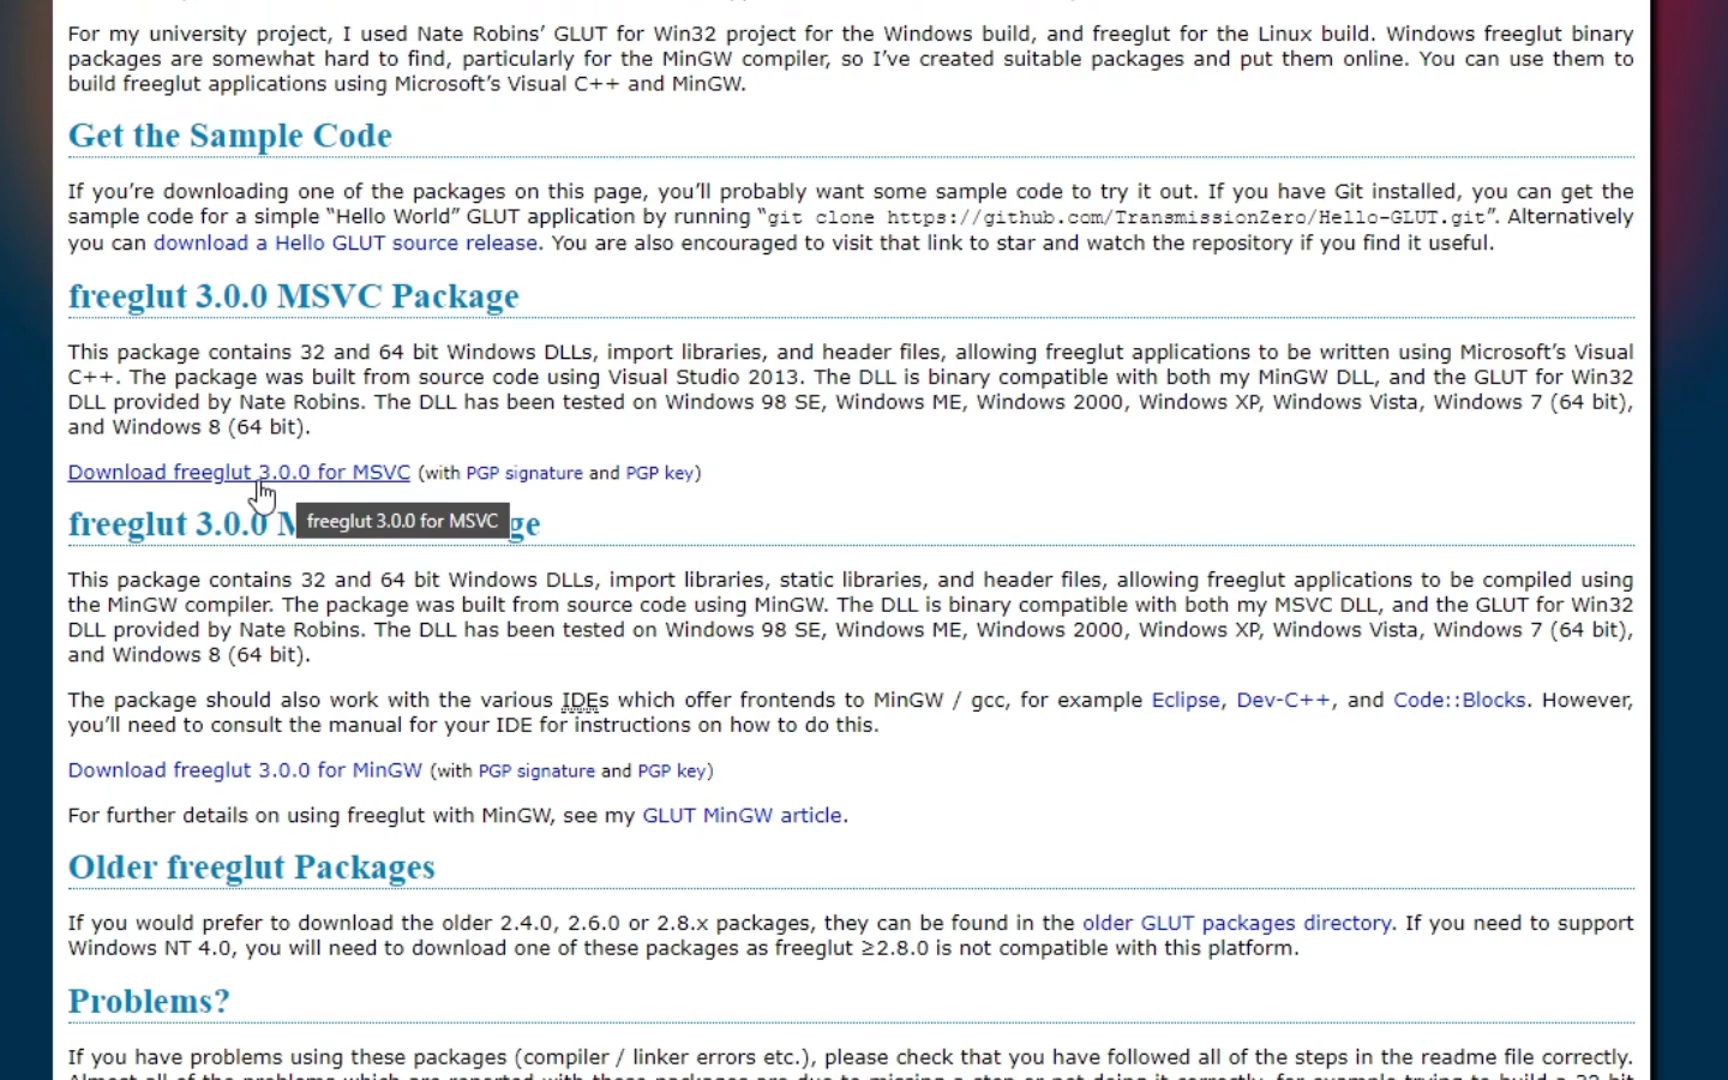 For my university project, I used Nate Robins’ GLUT for Win32 project for the Windows build, and freeglut for the Linux build. Windows freeglut binary
packages are somewhat hard to find, particularly for the MinGW compiler, so I’ve created suitable packages and put them online. You can use them to
build freeglut applications using Microsoft’s Visual C++ and MinGW.
Get the Sample Code
If you’re downloading one of the packages on this page, you’ll probably want some sample code to try it out. If you have Git installed, you can get the
sample code for a simple “Hello World” GLUT application by running “git clone https://github.com/TransmissionZero/Hello-GLUT.git”. Alternatively
you can download a Hello GLUT source release. You are also encouraged to visit that link to star and watch the repository if you find it useful.
freeglut 3.0.0 MSVC Package
This package contains 32 and 64 bit Windows DLLs, import libraries, and header files, allowing freeglut applications to be written using Microsoft’s Visual
C++. The package was built from source code using Visual Studio 2013. The DLL is binary compatible with both my MinGW DLL, and the GLUT for Win32
DLL provided by Nate Robins. The DLL has been tested on Windows 98 SE, Windows ME, Windows 2000, Windows XP, Windows Vista, Windows 7 (64 bit),
and Windows 8 (64 bit).
Download freeglut 3.0.0 for MSVC (with PGP signature and PGP key)
freeglut 3.0.0 for MSVC
freeglut 3.0.0
This package contains 32 and 64 bit Windows DLLs, import libraries, static libraries, and header files, allowing freeglut applications to be compiled using
the MinGW compiler. The package was built from source code using MinGW. The DLL is binary compatible with both my MSVC DLL, and the GLUT for Win32
DLL provided by Nate Robins. The DLL has been tested on Windows 98 SE, Windows ME, Windows 2000, Windows XP, Windows Vista, Windows 7 (64 bit),
and Windows 8 (64 bit).
The package should also work with the various IDEs which offer frontends to MinGW / gcc, for example Eclipse, Dev-C++, and Code::Blocks. However,
you’ll need to consult the manual for your IDE for instructions on how to do this.
Download freeglut 3.0.0 for MinGW (with PGP signature and PGP key)
For further details on using freeglut with MinGW, see my GLUT MinGW article.
Older freeglut Packages
If you would prefer to download the older 2.4.0, 2.6.0 or 2.8.x packages, they can be found in the older GLUT packages directory. If you need to support
Windows NT 4.0, you will need to download one of these packages as freeglut ≥2.8.0 is not compatible with this platform.
Problems?
If you have problems using these packages (compiler / linker errors etc.), please check that you have followed all of the steps in the readme file correctly.